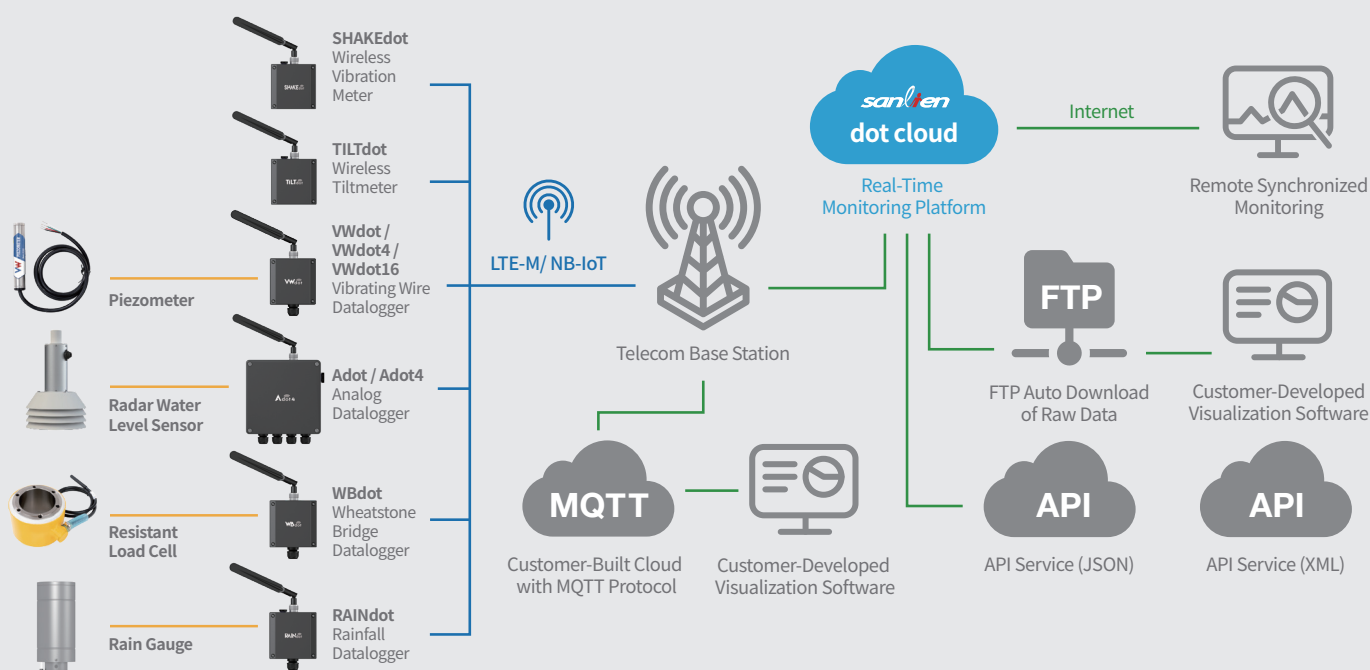 SHAKEdot
Wireless
Vibration
Meter
TILTdot
Wireless
Tiltmeter
VWdot /
VWdot4 /
VWdot16
Vibrating Wire
Datalogger
Piezometer
Adot / Adot4
Analog
Datalogger
Radar Water
Level Sensor
WBdot
Wheatstone
Bridge
Datalogger
Resistant
Load Cell
RAINdot
Rainfall
Datalogger
Rain Gauge
LTE-M/ NB-IoT
Telecom Base Station
MQTT
Customer-Built Cloud
with MQTT Protocol
Customer-Developed
Visualization Software
sanlien
dot cloud
Real-Time
Monitoring Platform
Internet
Remote Synchronized
Monitoring
FTP
FTP Auto Download
of Raw Data
Customer-Developed
Visualization Software
API
API Service (JSON)
API
API Service (XML)